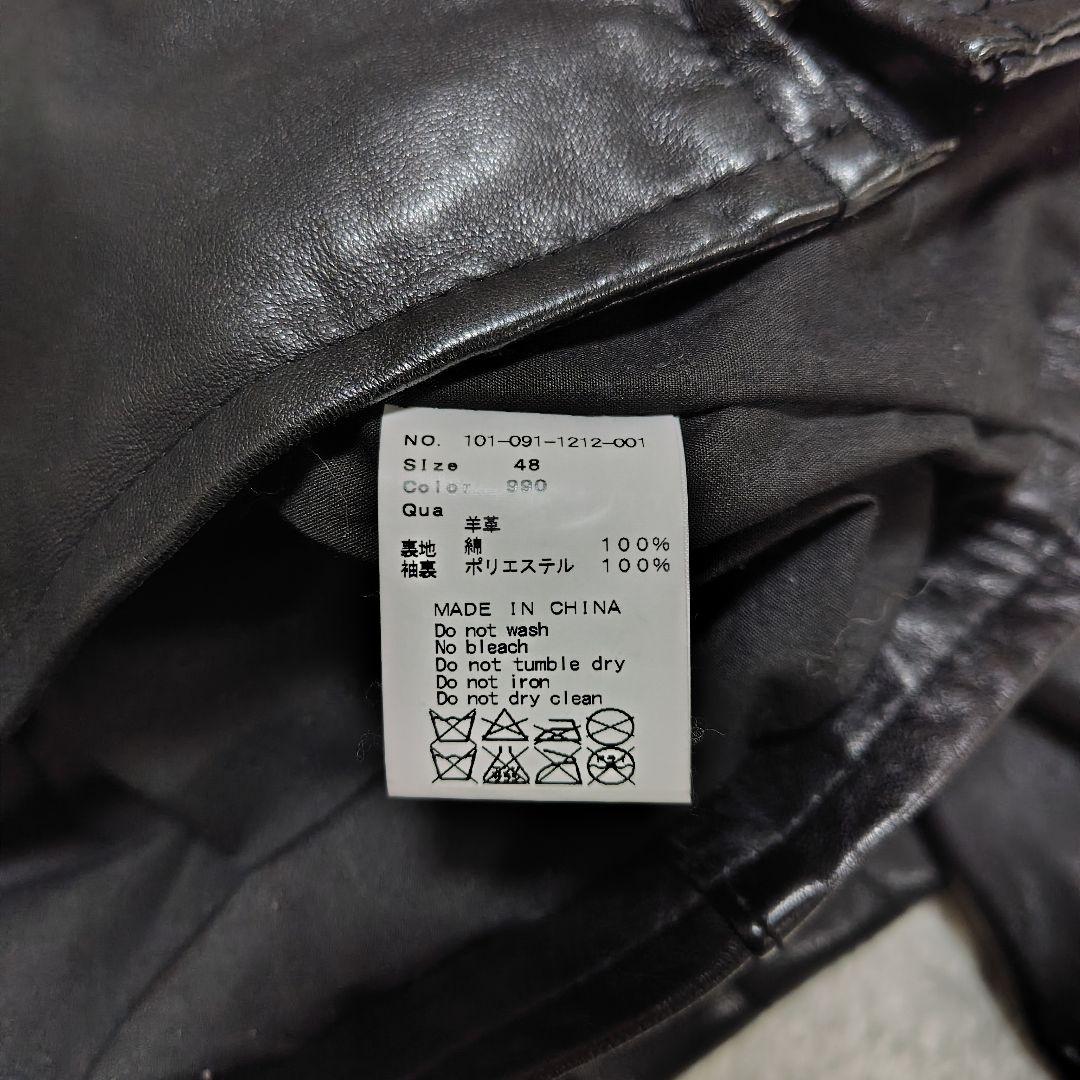 NO. 101-091-1212-001
SIze 48
Color 990
Qua
羊革
裏地 綿 100%
袖裏 ポリエステル 100%
MADE IN CHINA
Do not wash
No bleach
Do not tumble dry
Do not iron
Do not dry clean